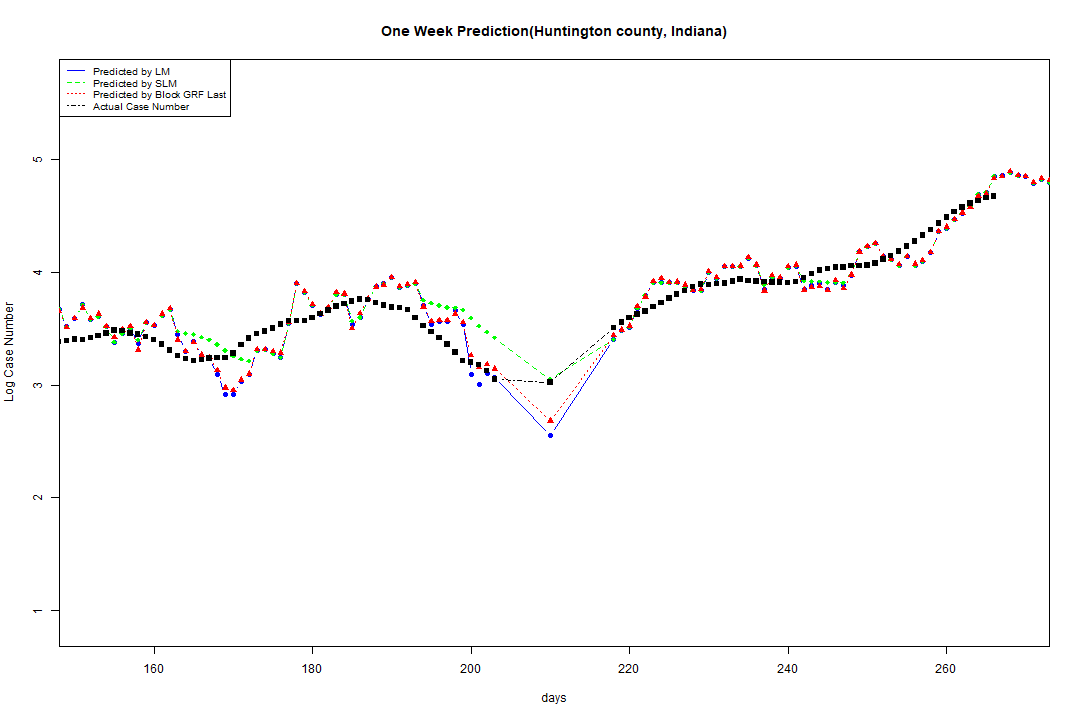 One Week Prediction(Huntington county, Indiana)
Predicted by LM
Predicted by SLM
Predicted by Block GRF Last
Actual Case Number
5
4
3
2
1
Log Case Number
160 180 200 220 240 260
days